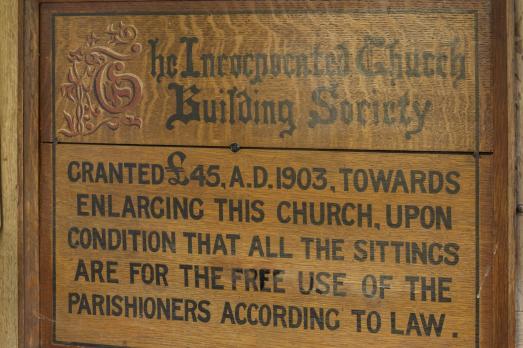 The Incorporated Church
Building Society
GRANTED £45, A.D. 1903, TOWARDS
ENLARGING THIS CHURCH, UPON
CONDITION THAT ALL THE SITTINGS
ARE FOR THE FREE USE OF THE
PARISHIONERS ACCORDING TO LAW.